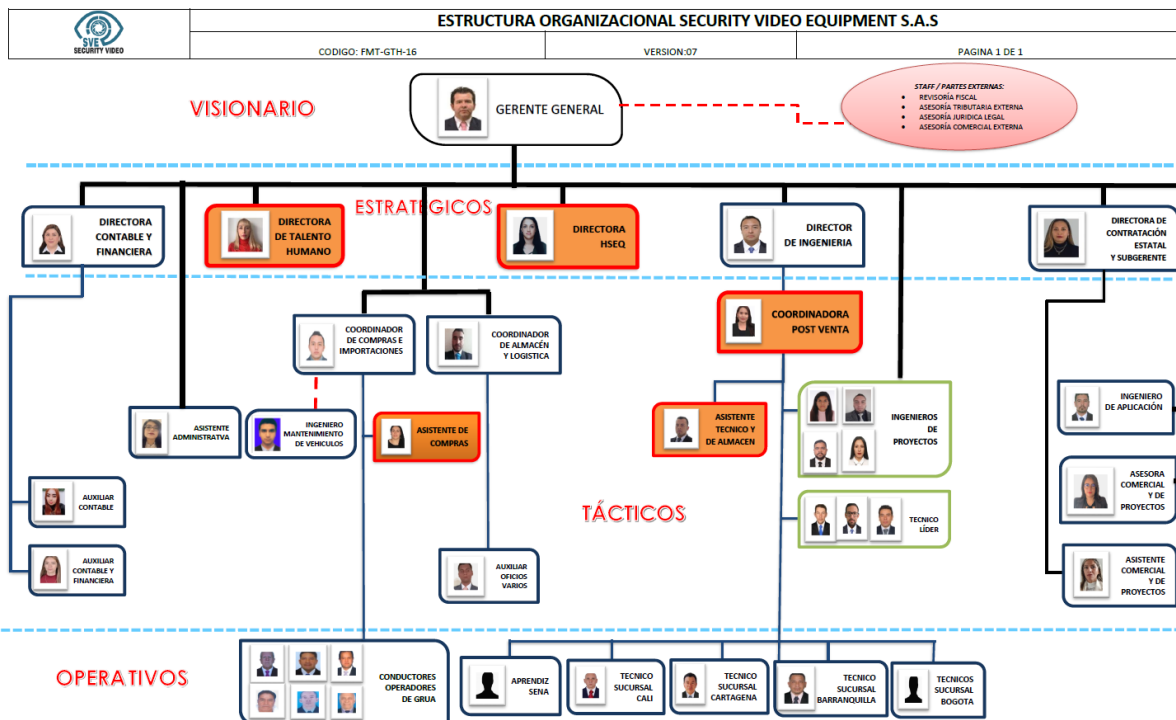 ESTRUCTURA ORGANIZACIONAL SECURITY VIDEO EQUIPMENT S.A.S
SVE
SECURITY VIDEO
CODIGO: FMT-GTH-16
VERSION:07
PAGINA 1 DE 1
VISIONARIO
GERENTE GENERAL
STAFF / PARTES EXTERNAS:
• REVISORÍA FISCAL
• ASESORÍA TRIBUTARIA EXTERNA
• ASESORÍA JURIDICA LEGAL
• ASESORÍA COMERCIAL EXTERNA
ESTRATEGICOS
DIRECTORA
CONTABLE Y
FINANCIERA
DIRECTORA
DE TALENTO
HUMANO
DIRECTORA
HSEQ
DIRECTOR
DE INGENIERIA
DIRECTORA DE
CONTRATACIÓN
ESTATAL
Y SUBGERENTE
COORDINADOR
DE COMPRAS E
IMPORTACIONES
COORDINADOR
DE ALMACÉN
Y LOGISTICA
COORDINADORA
POST VENTA
ASISTENTE
ADMINISTRATVA
INGENIERO
MANTENIMIENTO
DE VEHICULOS
ASISTENTE DE
COMPRAS
ASISTENTE
TECNICO Y
DE ALMACEN
INGENIEROS
DE
PROYECTOS
INGENIERO
DE APLICACIÓN
AUXILIAR
CONTABLE
TÁCTICOS
TECNICO
LÍDER
ASESORA
COMERCIAL
Y DE
PROYECTOS
AUXILIAR
CONTABLE Y
FINANCIERA
AUXILIAR
OFICIOS
VARIOS
ASISTENTE
COMERCIAL
Y DE
PROYECTOS
OPERATIVOS
CONDUCTORES
OPERADORES
DE GRUA
APRENDIZ
SENA
TECNICO
SUCURSAL
CALI
TECNICO
SUCURSAL
CARTAGENA
TECNICO
SUCURSAL
BARRANQUILLA
TECNICOS
SUCURSAL
BOGOTA